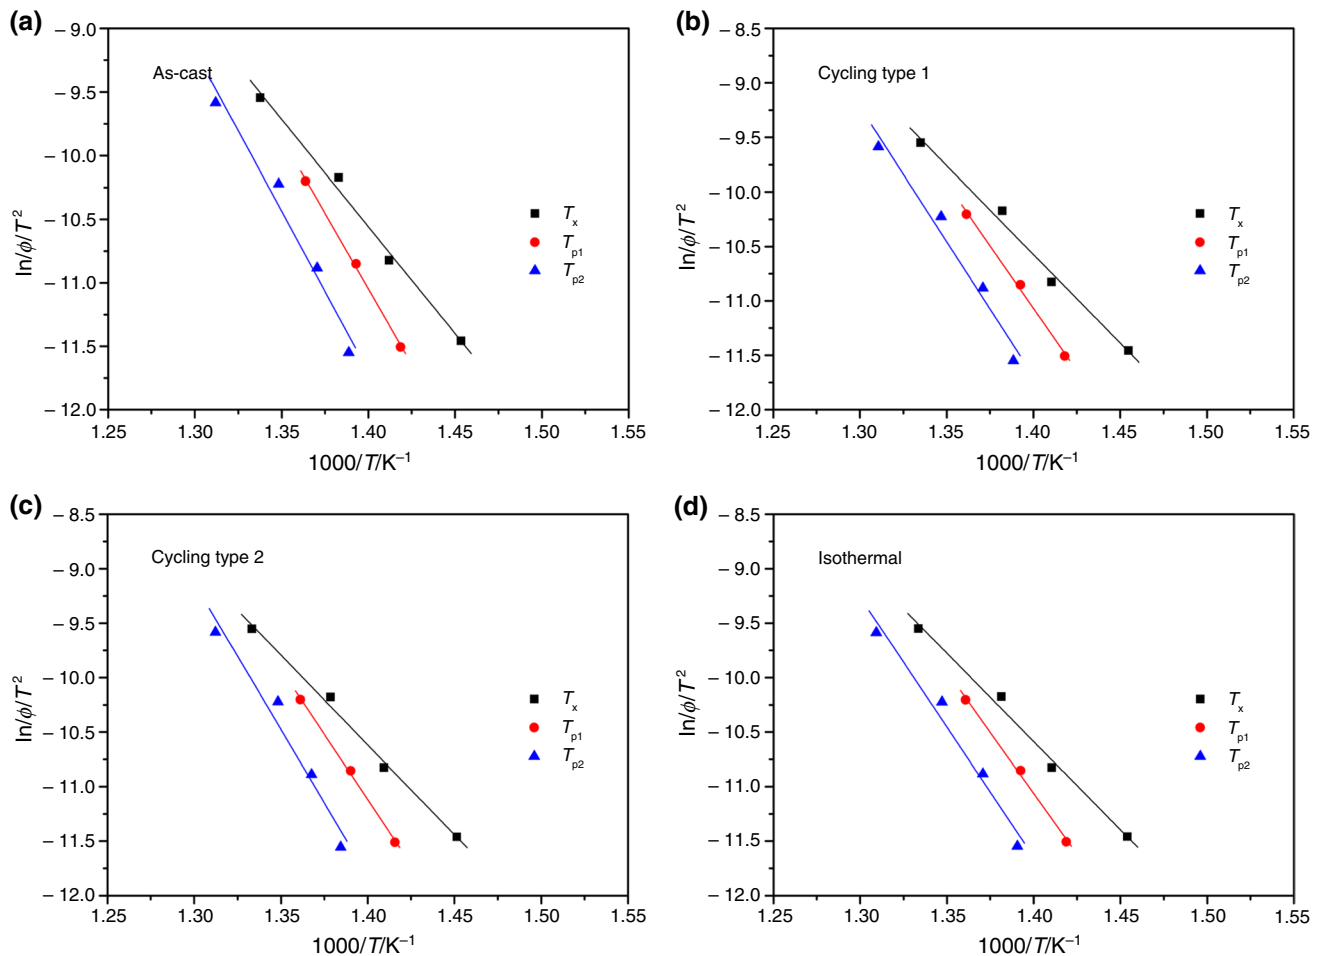 (a)
– 9.0
– 9.5
– 10.0
– 10.5
– 11.0
– 11.5
– 12.0
ln/ϕ/T²
As-cast
Tx
Tp1
Tp2
1.25 1.30 1.35 1.40 1.45 1.50 1.55
1000/T/K⁻¹
(b)
– 8.5
– 9.0
– 9.5
– 10.0
– 10.5
– 11.0
– 11.5
– 12.0
ln/ϕ/T²
Cycling type 1
Tx
Tp1
Tp2
1.25 1.30 1.35 1.40 1.45 1.50 1.55
1000/T/K⁻¹
(c)
– 8.5
– 9.0
– 9.5
– 10.0
– 10.5
– 11.0
– 11.5
– 12.0
ln/ϕ/T²
Cycling type 2
Tx
Tp1
Tp2
1.25 1.30 1.35 1.40 1.45 1.50 1.55
1000/T/K⁻¹
(d)
– 8.5
– 9.0
– 9.5
– 10.0
– 10.5
– 11.0
– 11.5
– 12.0
ln/ϕ/T²
Isothermal
Tx
Tp1
Tp2
1.25 1.30 1.35 1.40 1.45 1.50 1.55
1000/T/K⁻¹